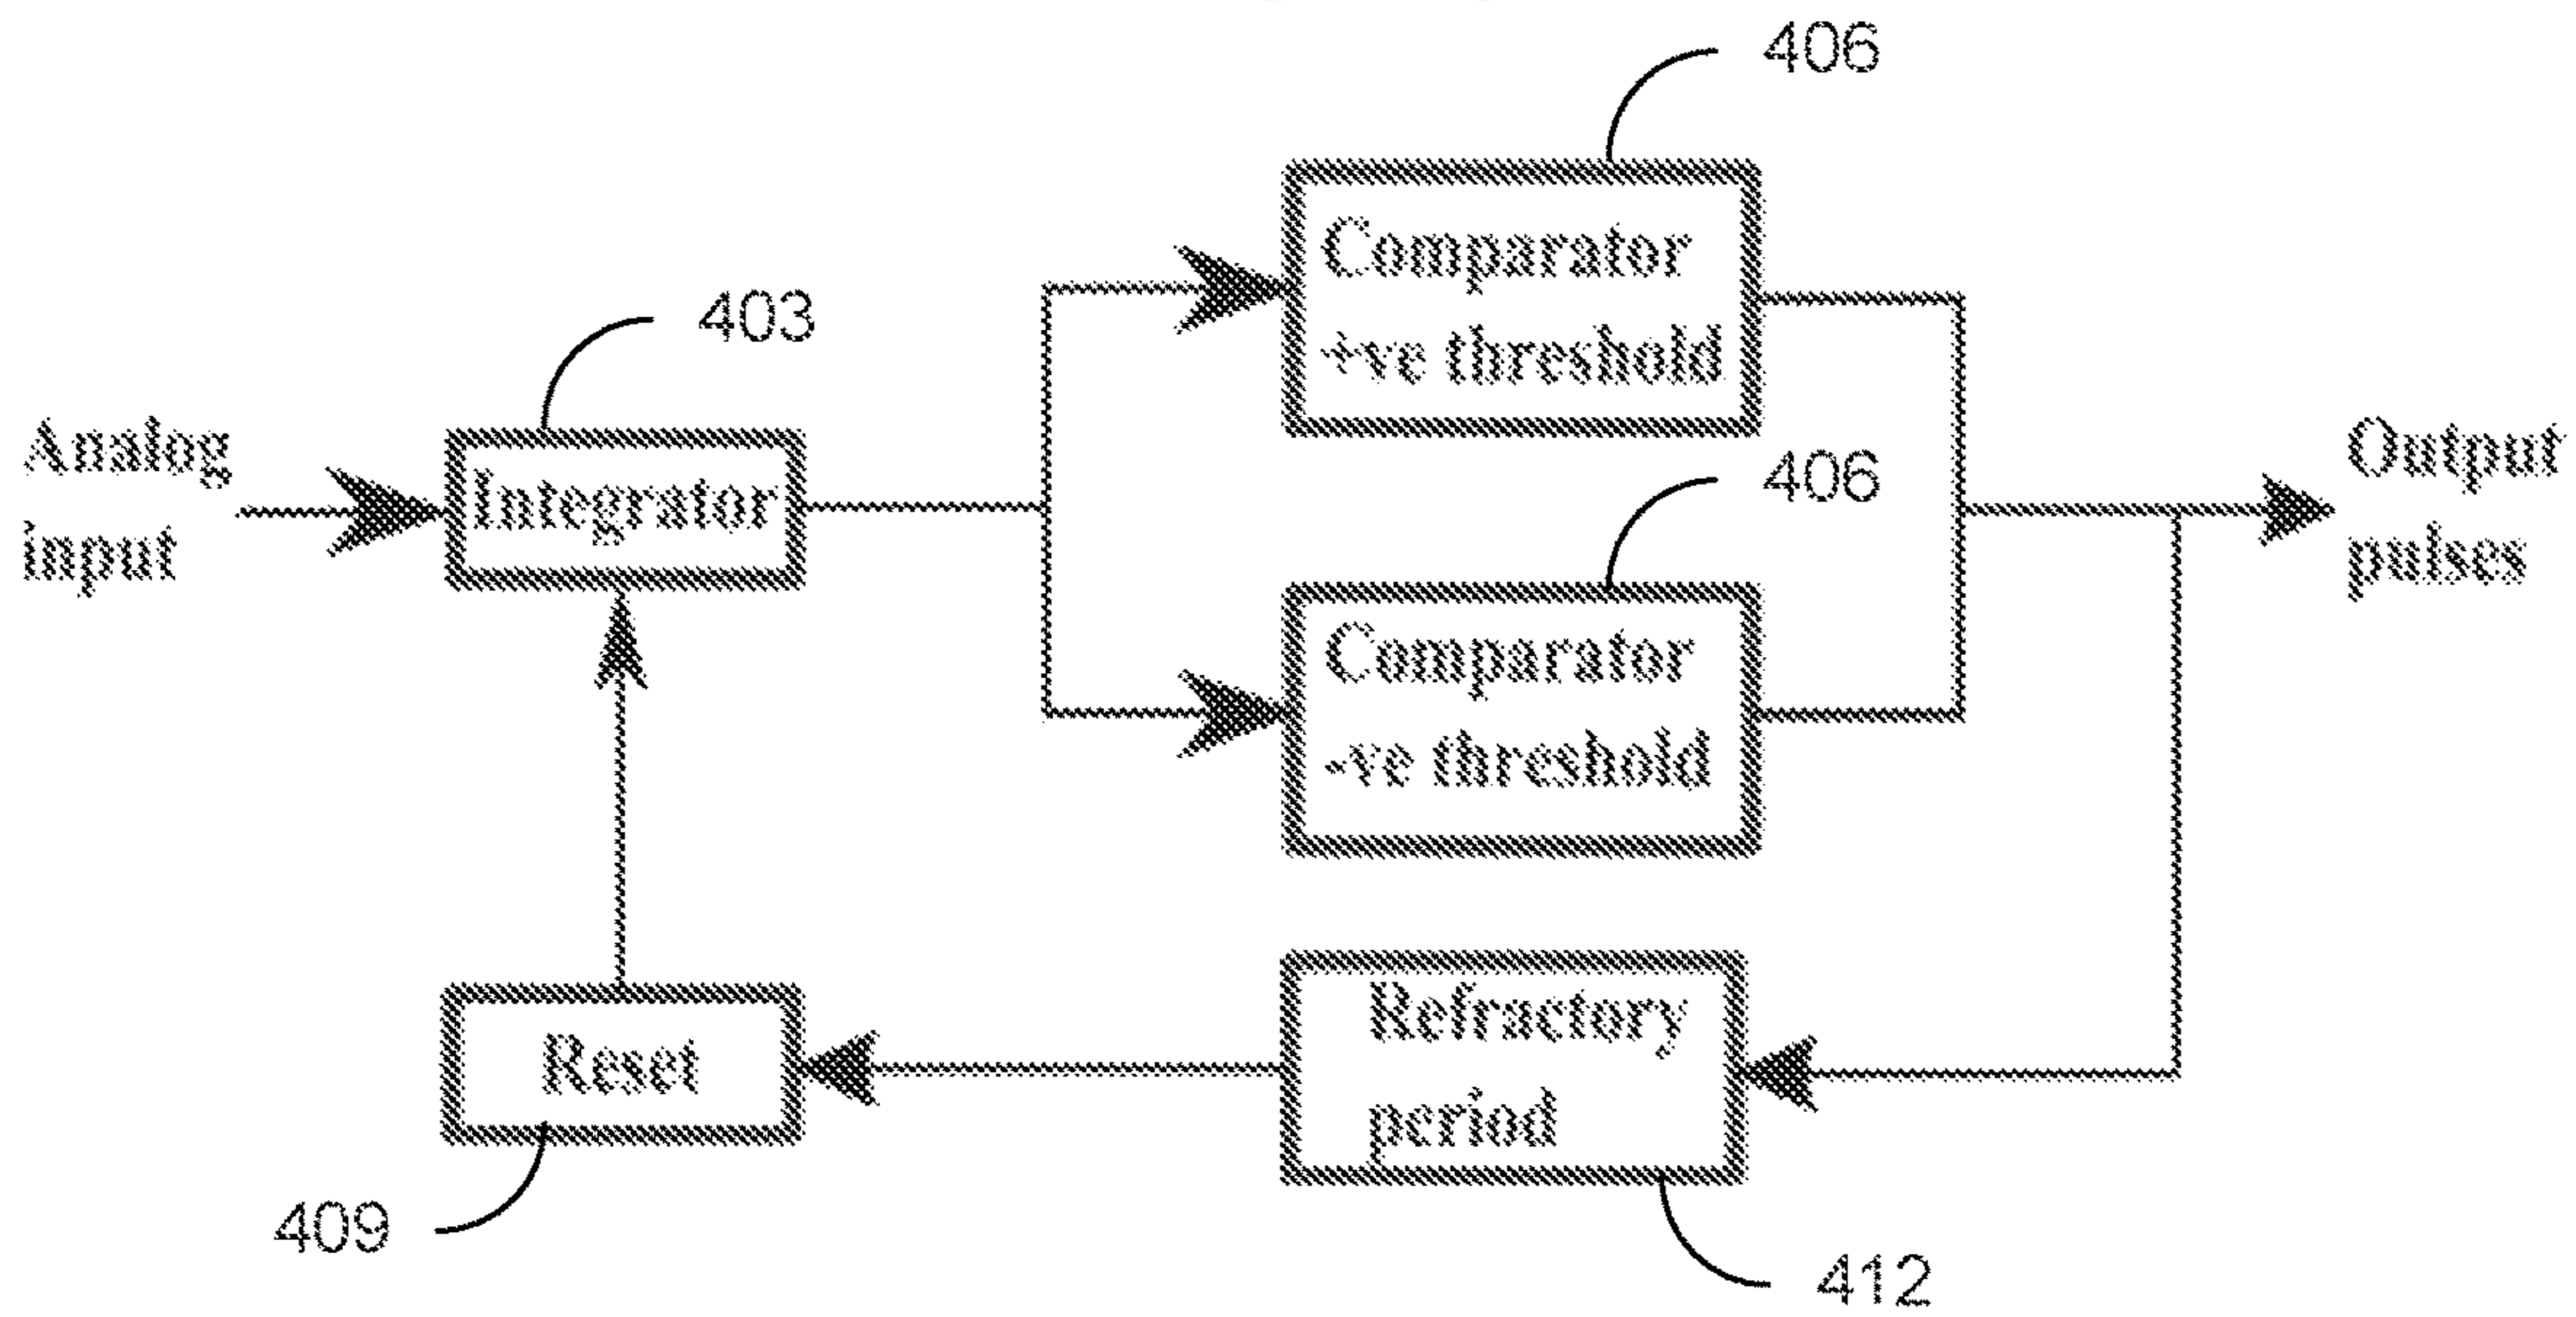 406
Comparator
+ve threshold
403
Analog
input
Integrator
406
Comparator
-ve threshold
Output
pulses
Reset
409
Refractory
period
412